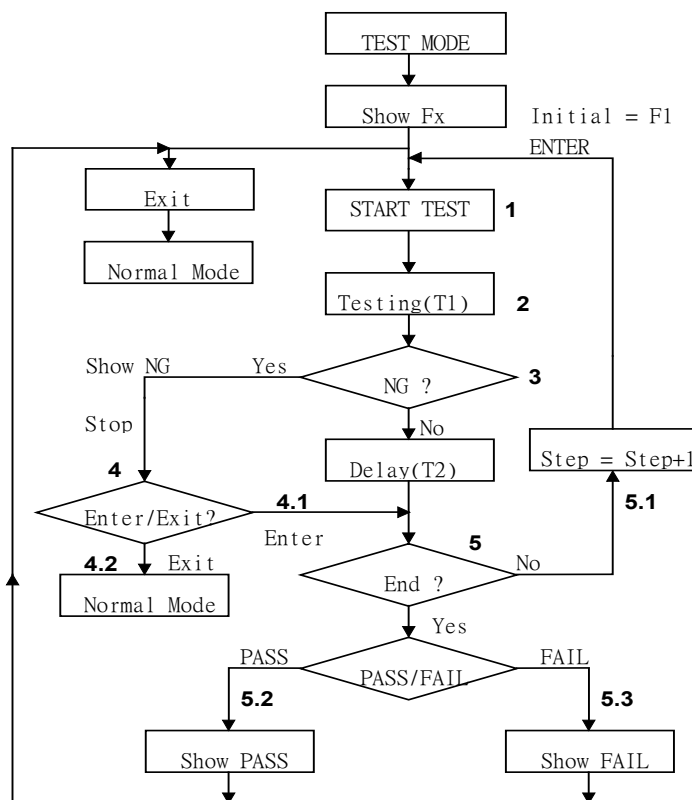 TEST MODE
Show Fx
Initial = F1
ENTER
Exit
START TEST
1
Normal Mode
Testing(T1)
2
Show NG
Yes
NG ?
3
Stop
No
Delay(T2)
Step = Step+1
4
Enter/Exit?
4.1
Enter
5
5.1
4.2
Exit
End ?
No
Normal Mode
Yes
PASS
PASS/FAIL
FAIL
5.2
5.3
Show PASS
Show FAIL